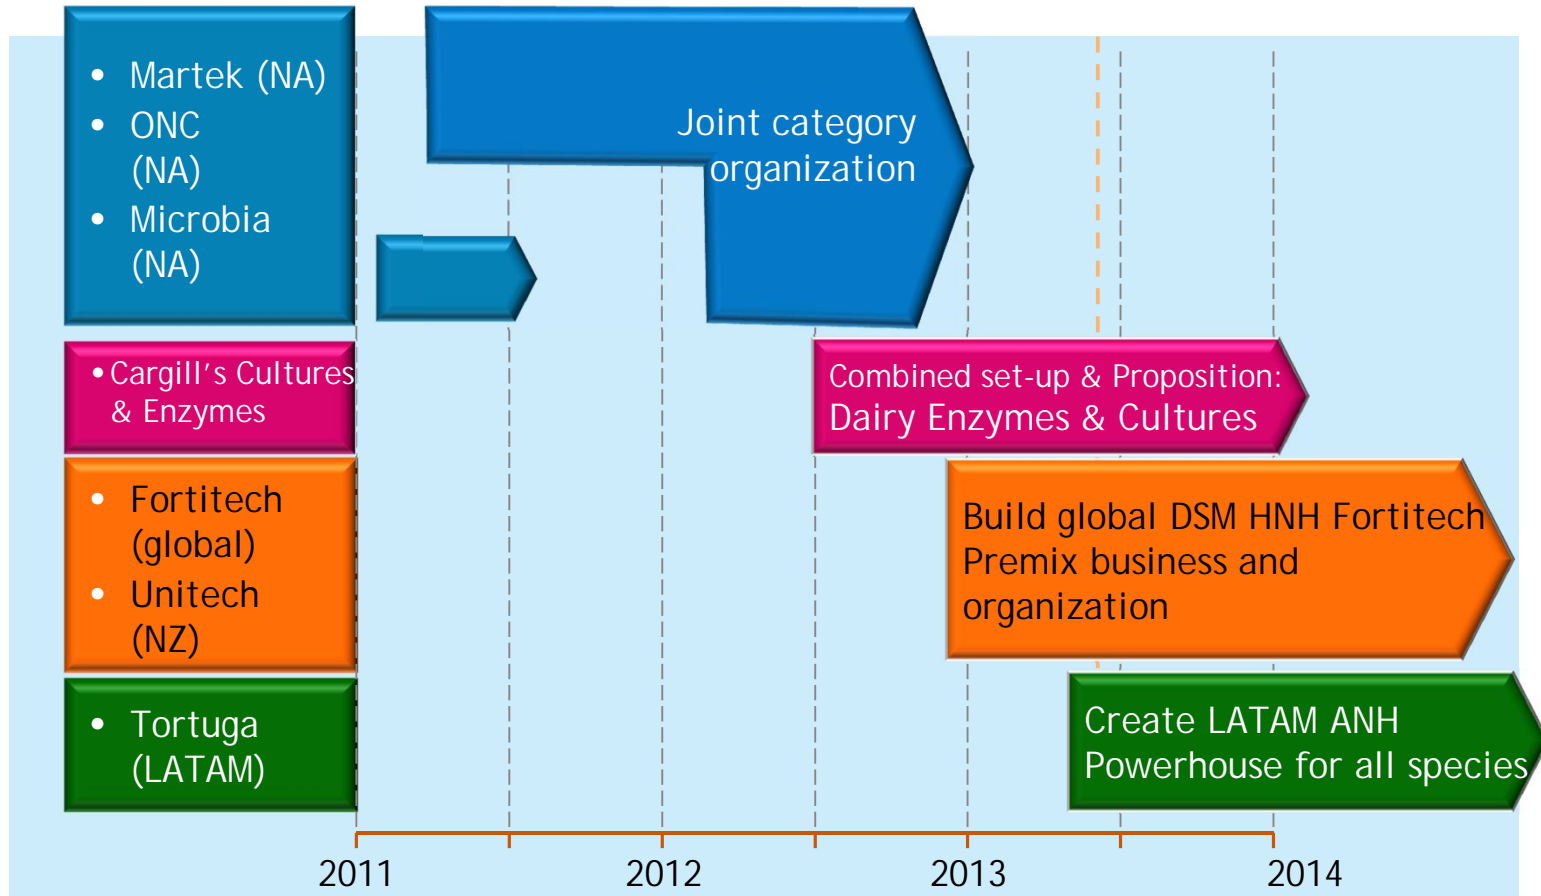 • Martek (NA)
• ONC
(NA)
• Microbia
(NA)
Joint category
organization
• Cargill's Cultures
& Enzymes
Combined set-up & Proposition:
Dairy Enzymes & Cultures
• Fortitech
(global)
• Unitech
(NZ)
Build global DSM HNH Fortitech
Premix business and
organization
• Tortuga
(LATAM)
Create LATAM ANH
Powerhouse for all species
2011 2012 2013 2014